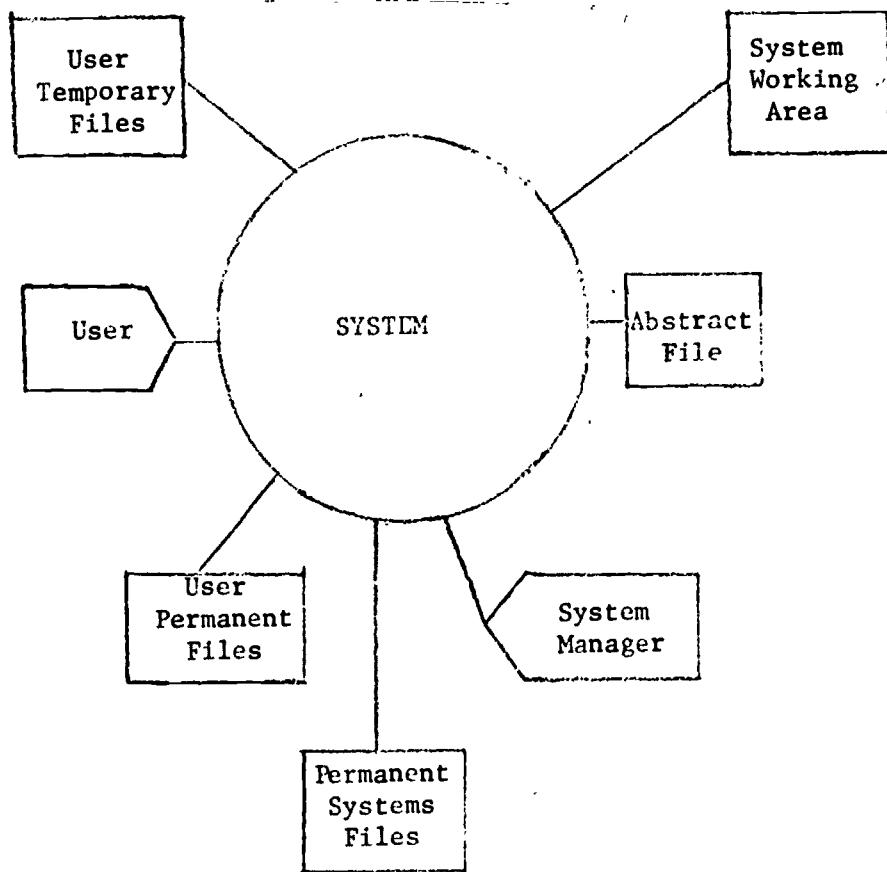 User
Temporary
Files
System
Working
Area
User
SYSTEM
Abstract
File
User
Permanent
Files
System
Manager
Permanent
Systems
Files